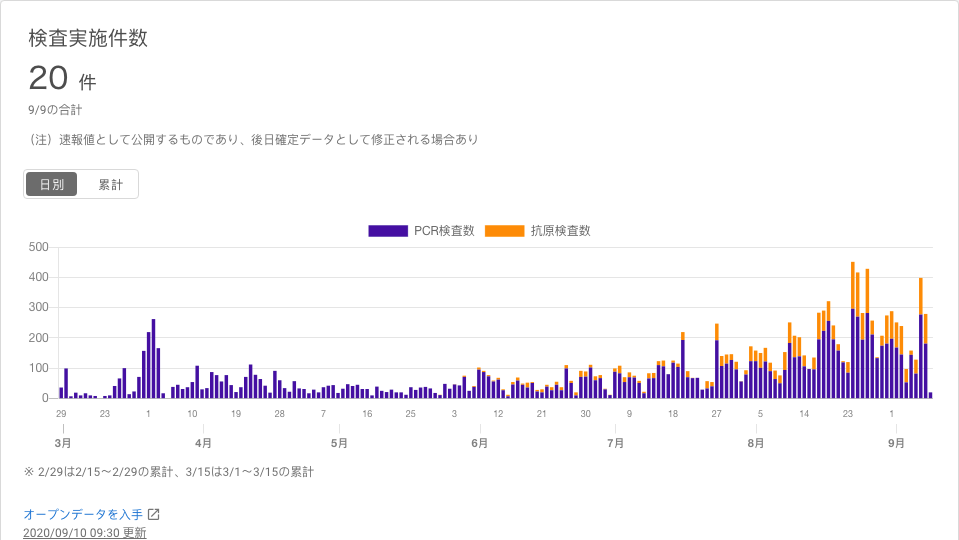 検査実施件数
20 件
9/9の合計
（注）速報値として公開するものであり、後日確定データとして修正される場合あり
日別 累計
PCR検査数 抗原検査数
500
400
300
200
100
0
29 23 1 10 19 28 7 16 25 3 12 21 30 9 18 27 5 14 23 1
3月 4月 5月 6月 7月 8月 9月
※ 2/29は2/15〜2/29の累計、3/15は3/1〜3/15の累計
オープンデータを入手
2020/09/10 09:30 更新